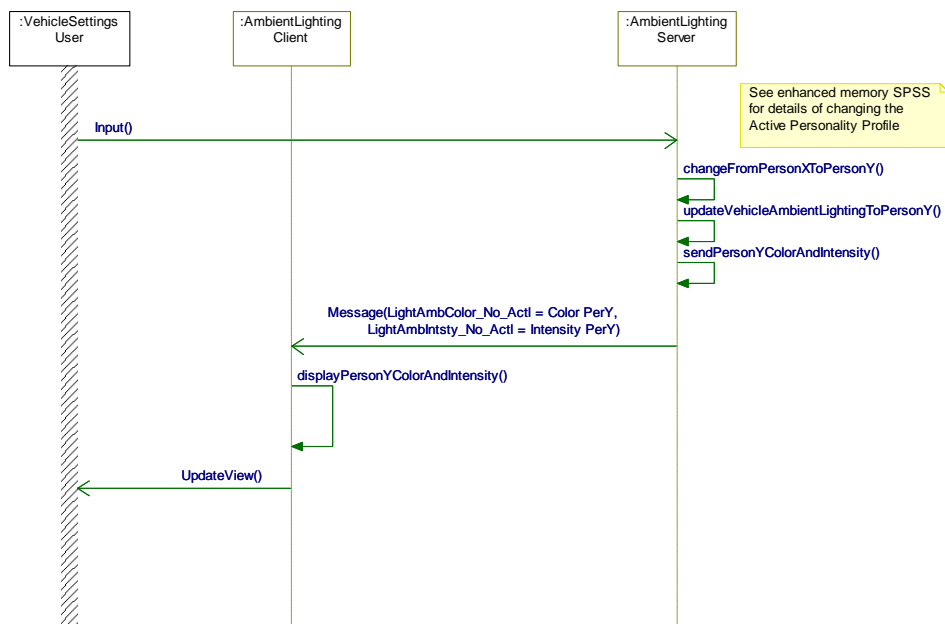 :VehicleSettings
User
:AmbientLighting
Client
:AmbientLighting
Server
See enhanced memory SPSS
for details of changing the
Active Personality Profile
Input()
changeFromPersonXToPersonY()
updateVehicleAmbientLightingToPersonY()
sendPersonYColorAndIntensity()
Message(LightAmbColor_No_Actl = Color PerY,
LightAmbIntsty_No_Actl = Intensity PerY)
displayPersonYColorAndIntensity()
UpdateView()